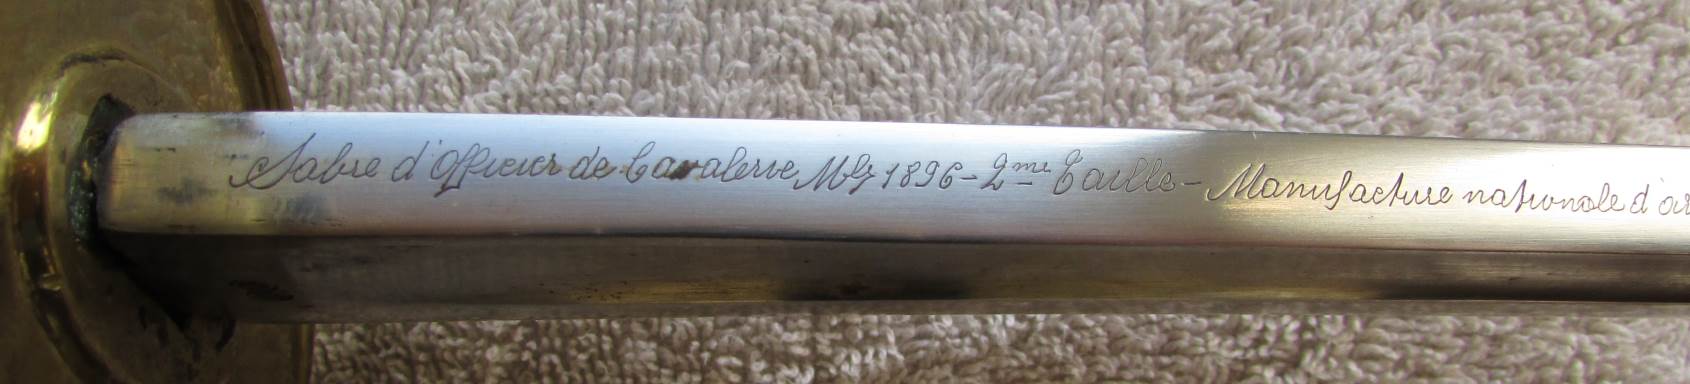 Sabre d'Officier de Cavalerie Mle 1896 - 2me Taille - Manufacture nationale d'ar